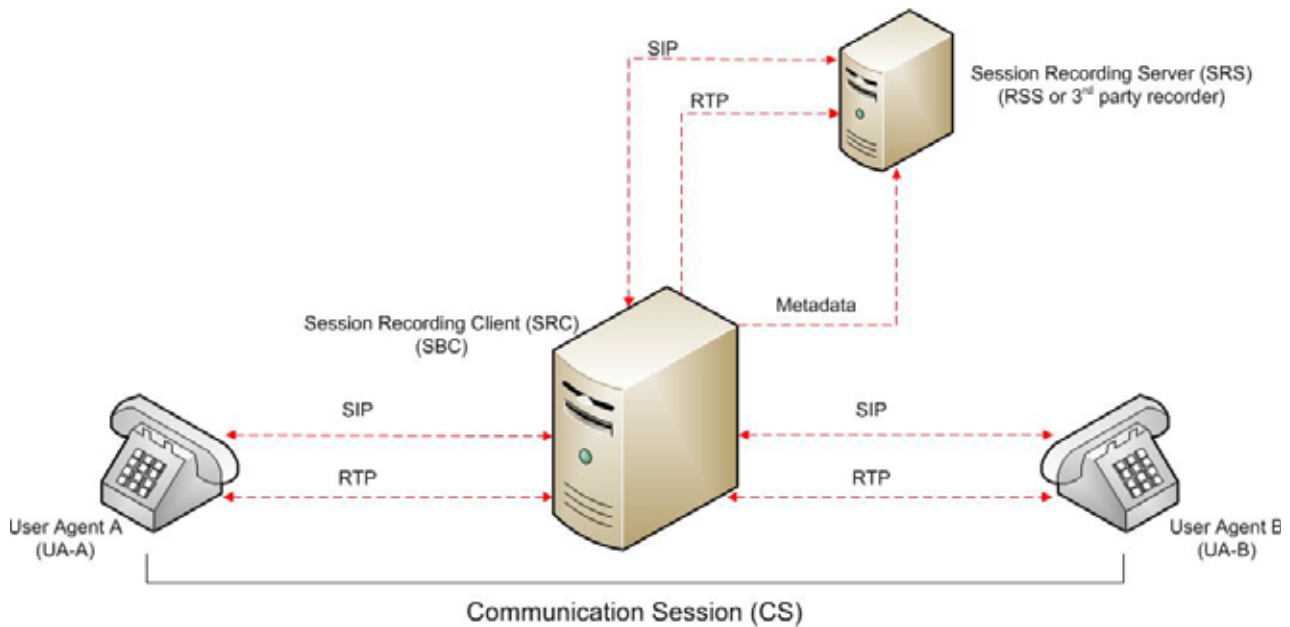 SIP
RTP
Session Recording Server (SRS)
(RSS or 3rd party recorder)
Metadata
Session Recording Client (SRC)
(SBC)
SIP
SIP
RTP
RTP
User Agent A
(UA-A)
User Agent B
(UA-B)
Communication Session (CS)